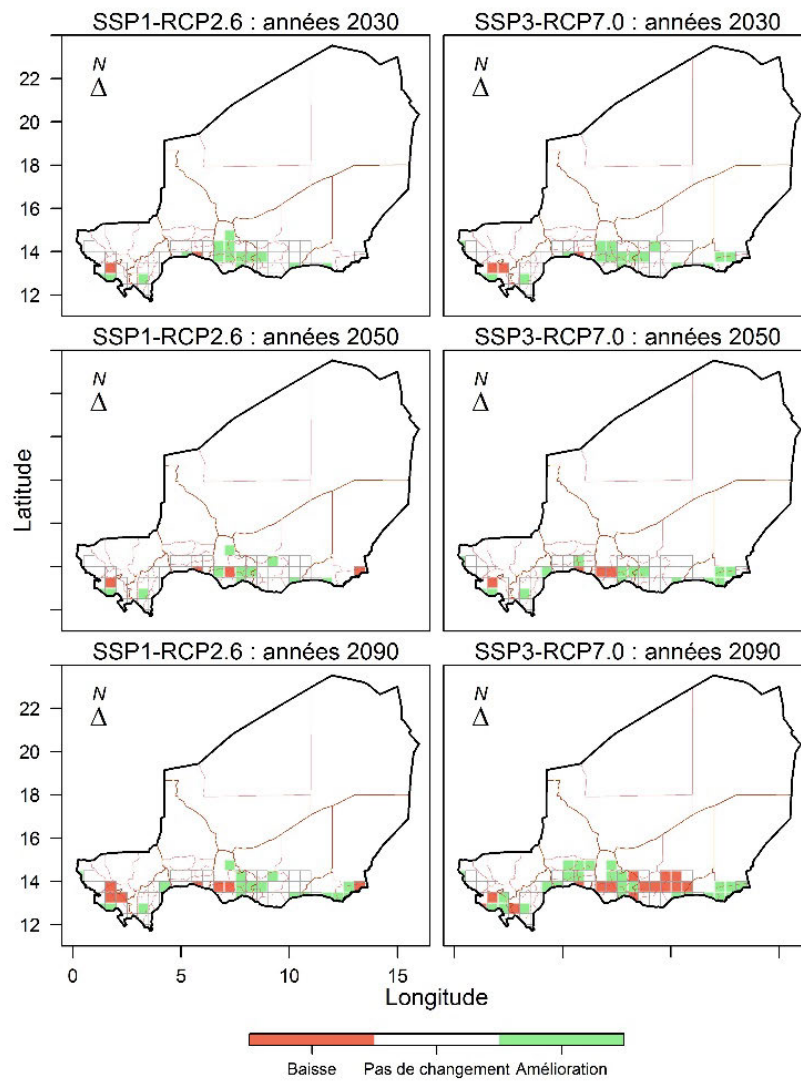 SSP1-RCP2.6 : années 2030
SSP3-RCP7.0 : années 2030
N
Δ
N
Δ
22
20
18
16
14
12
SSP1-RCP2.6 : années 2050
SSP3-RCP7.0 : années 2050
N
Δ
N
Δ
Latitude
SSP1-RCP2.6 : années 2090
SSP3-RCP7.0 : années 2090
N
Δ
N
Δ
22
20
18
16
14
12
0 5 10 15
Longitude
Baisse Pas de changement Amélioration